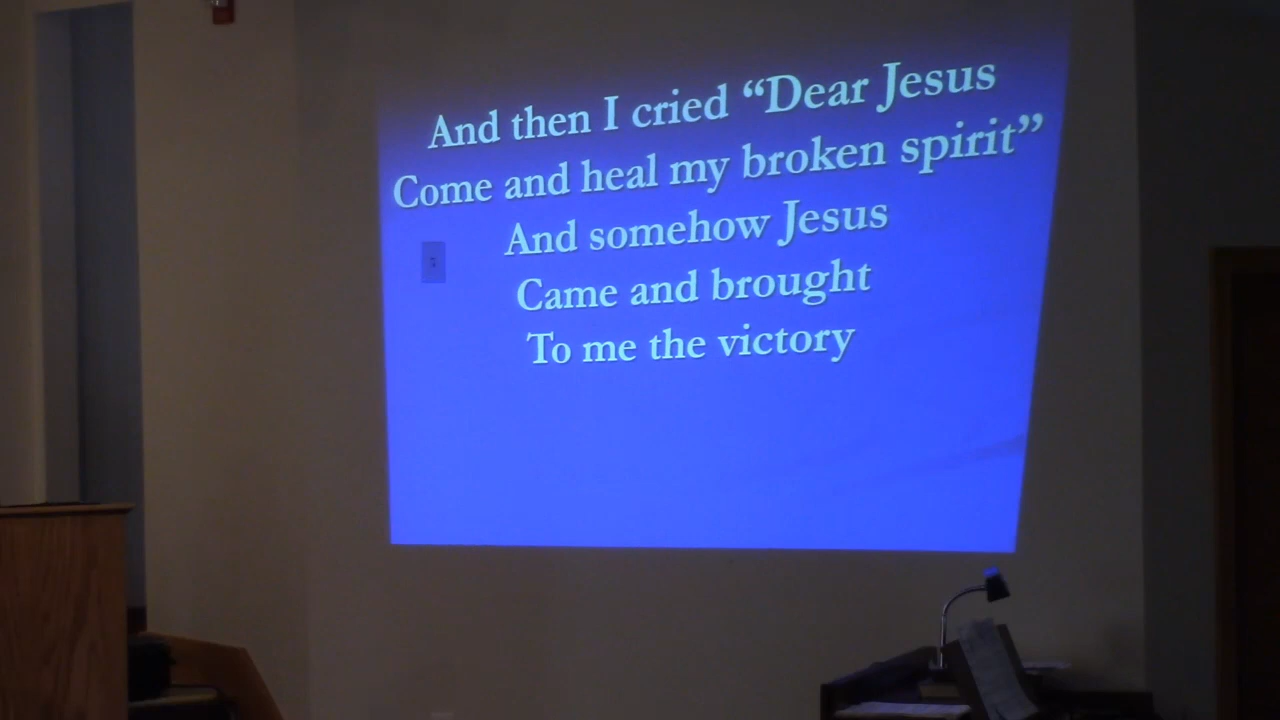 And then I cried “Dear Jesus
Come and heal my broken spirit”
And somehow Jesus
Came and brought
To me the victory